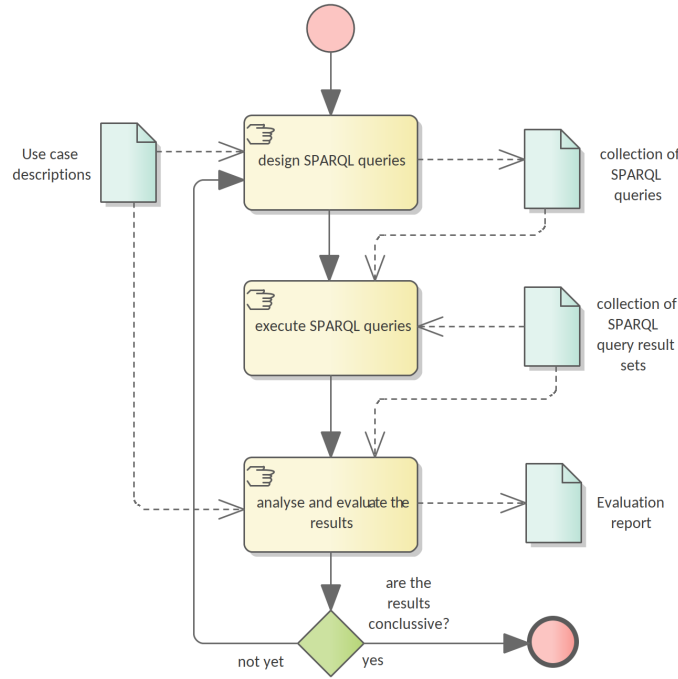 Use case
descriptions
design SPARQL queries
collection of
SPARQL
queries
execute SPARQL queries
collection of
SPARQL
query result
sets
analyse and evaluate the
results
Evaluation
report
are the
results
conclussive?
not yet
yes